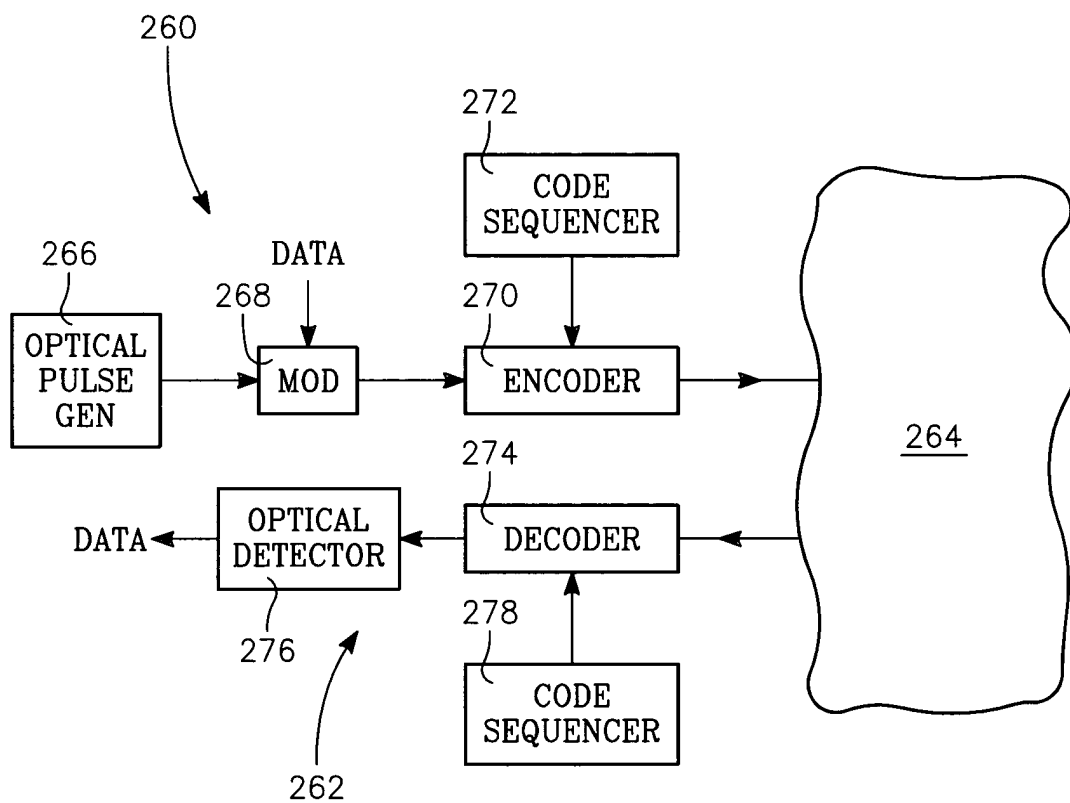 260
272
CODE
SEQUENCER
266
DATA
268
270
OPTICAL
PULSE
GEN
MOD
ENCODER
264
274
DATA
OPTICAL
DETECTOR
DECODER
276
278
CODE
SEQUENCER
262